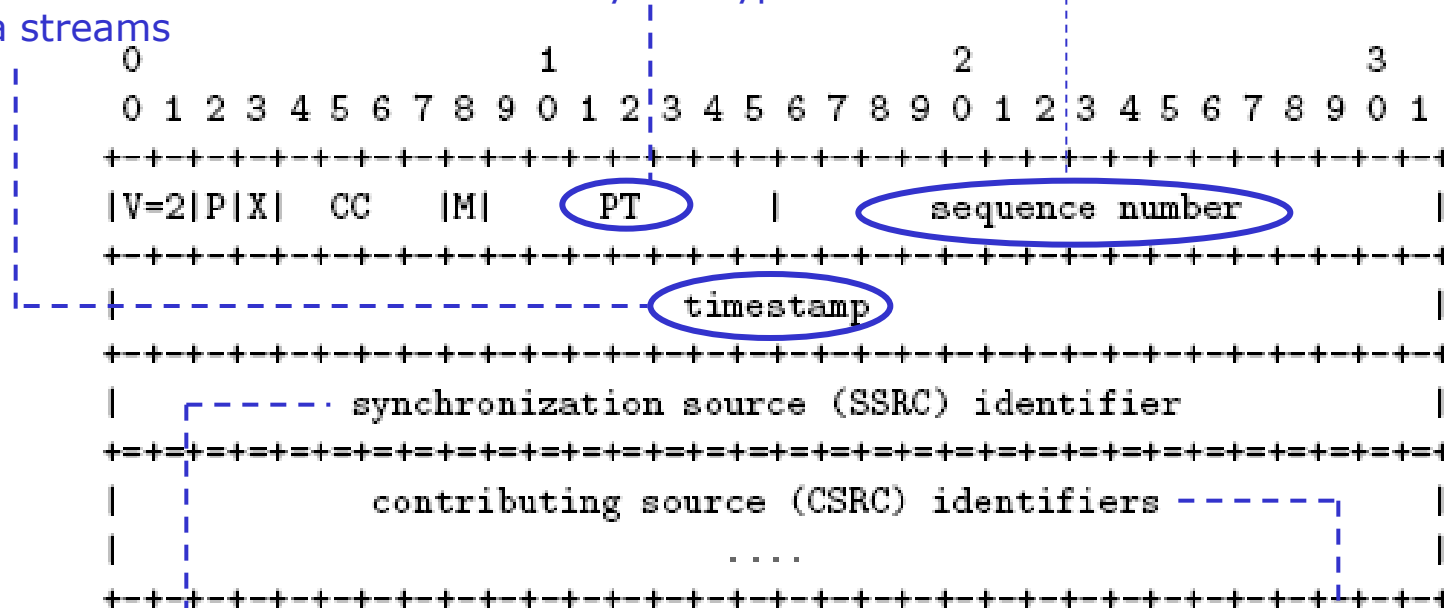 a streams
0 1 2 3
0 1 2 3 4 5 6 7 8 9 0 1 2 3 4 5 6 7 8 9 0 1 2 3 4 5 6 7 8 9 0 1
+-+-+-+-+-+-+-+-+-+-+-+-+-+-+-+-+-+-+-+-+-+-+-+-+-+-+-+-+-+-+-+-+
|V=2|P|X| CC |M| PT | sequence number |
+-+-+-+-+-+-+-+-+-+-+-+-+-+-+-+-+-+-+-+-+-+-+-+-+-+-+-+-+-+-+-+-+
| timestamp |
+-+-+-+-+-+-+-+-+-+-+-+-+-+-+-+-+-+-+-+-+-+-+-+-+-+-+-+-+-+-+-+-+
| synchronization source (SSRC) identifier |
+=+=+=+=+=+=+=+=+=+=+=+=+=+=+=+=+=+=+=+=+=+=+=+=+=+=+=+=+=+=+=+=+
| contributing source (CSRC) identifiers |
| .... |
+-+-+-+-+-+-+-+-+-+-+-+-+-+-+-+-+-+-+-+-+-+-+-+-+-+-+-+-+-+-+-+-+